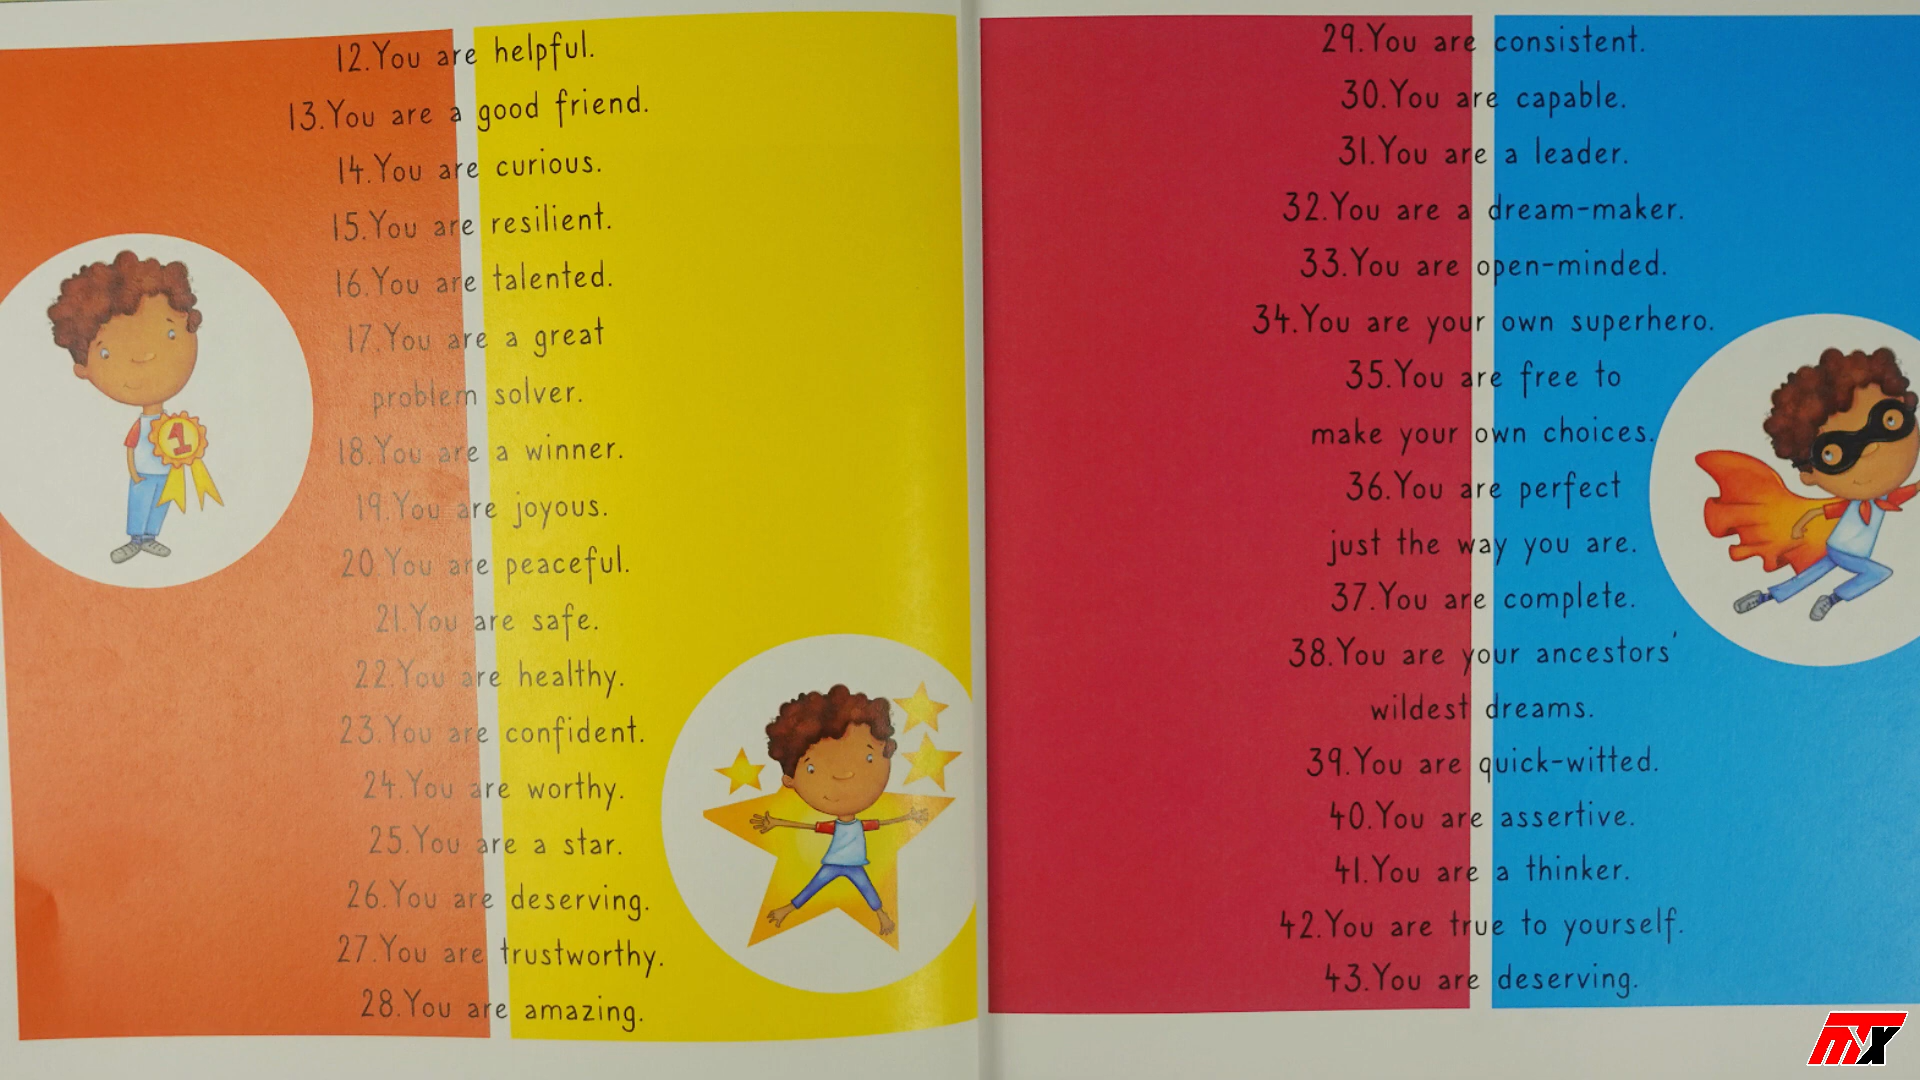 12.You are helpful.
13.You are a good friend.
14.You are curious.
15.You are resilient.
16.You are talented.
17.You are a great
problem solver.
18.You are a winner.
19.You are joyous.
20.You are peaceful.
21.You are safe.
22.You are healthy.
23.You are confident.
24.You are worthy.
25.You are a star.
26.You are deserving.
27.You are trustworthy.
28.You are amazing.
1
29.You are consistent.
30.You are capable.
31.You are a leader.
32.You are a dream-maker.
33.You are open-minded.
34.You are your own superhero.
35.You are free to
make your own choices.
36.You are perfect
just the way you are.
37.You are complete.
38.You are your ancestors'
wildest dreams.
39.You are quick-witted.
40.You are assertive.
41.You are a thinker.
42.You are true to yourself.
43.You are deserving.
MYX